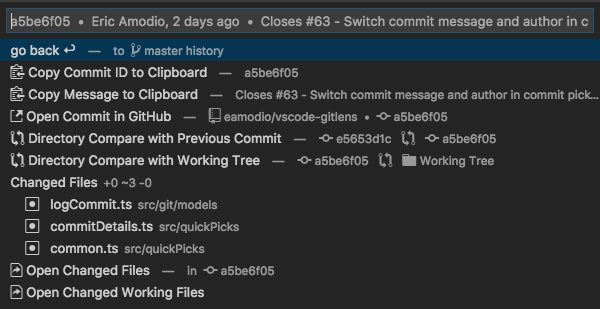 a5be6f05 • Eric Amodio, 2 days ago • Closes #63 - Switch commit message and author in c
go back ↩ — to master history
Copy Commit ID to Clipboard — a5be6f05
Copy Message to Clipboard — Closes #63 - Switch commit message and author in commit pick...
Open Commit in GitHub — eamodio/vscode-gitlens • a5be6f05
Directory Compare with Previous Commit — e5653d1c a5be6f05
Directory Compare with Working Tree — a5be6f05 Working Tree
Changed Files +0 ~3 -0
logCommit.ts src/git/models
commitDetails.ts src/quickPicks
common.ts src/quickPicks
Open Changed Files — in a5be6f05
Open Changed Working Files